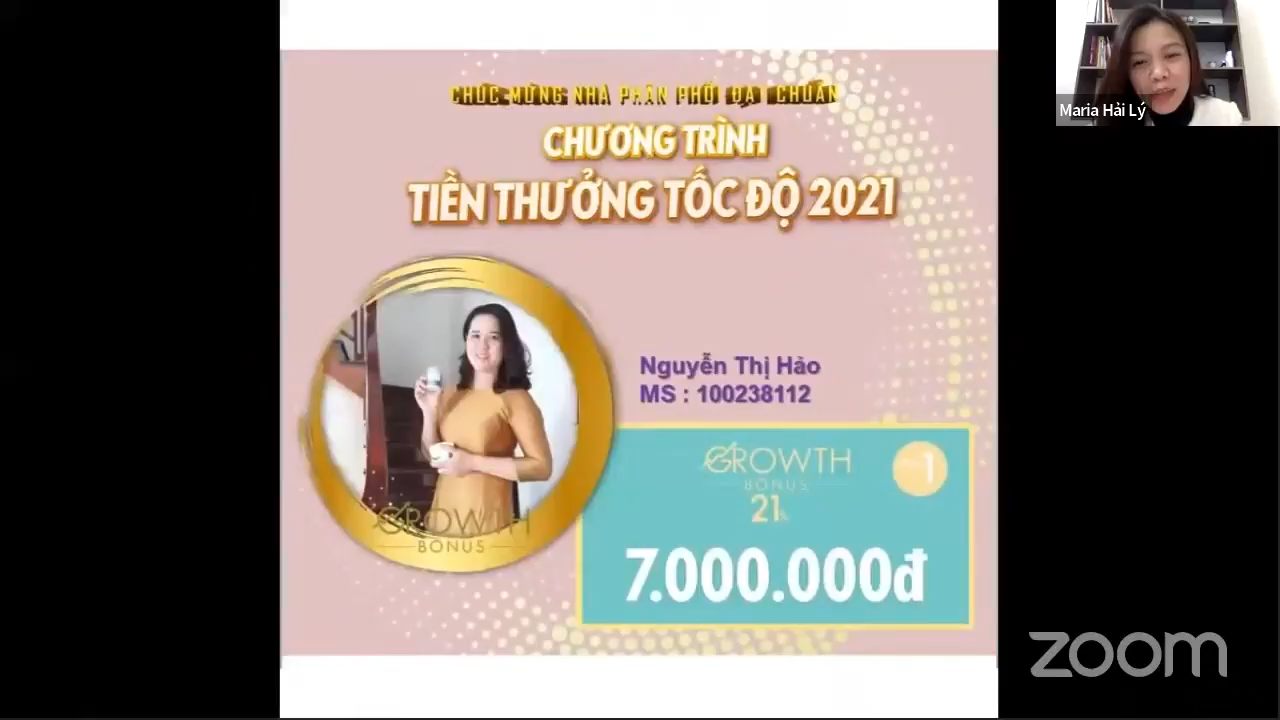 CHÚC MỪNG NHÀ PHÂN PHỐI ĐẠT CHUẨN
CHƯƠNG TRÌNH
TIỀN THƯỞNG TỐC ĐỘ 2021
Maria Hải Lý
Nguyễn Thị Hảo
MS : 100238112
GROWTH
BONUS
21
1
7.000.000đ
GROWTH
BONUS
zoom